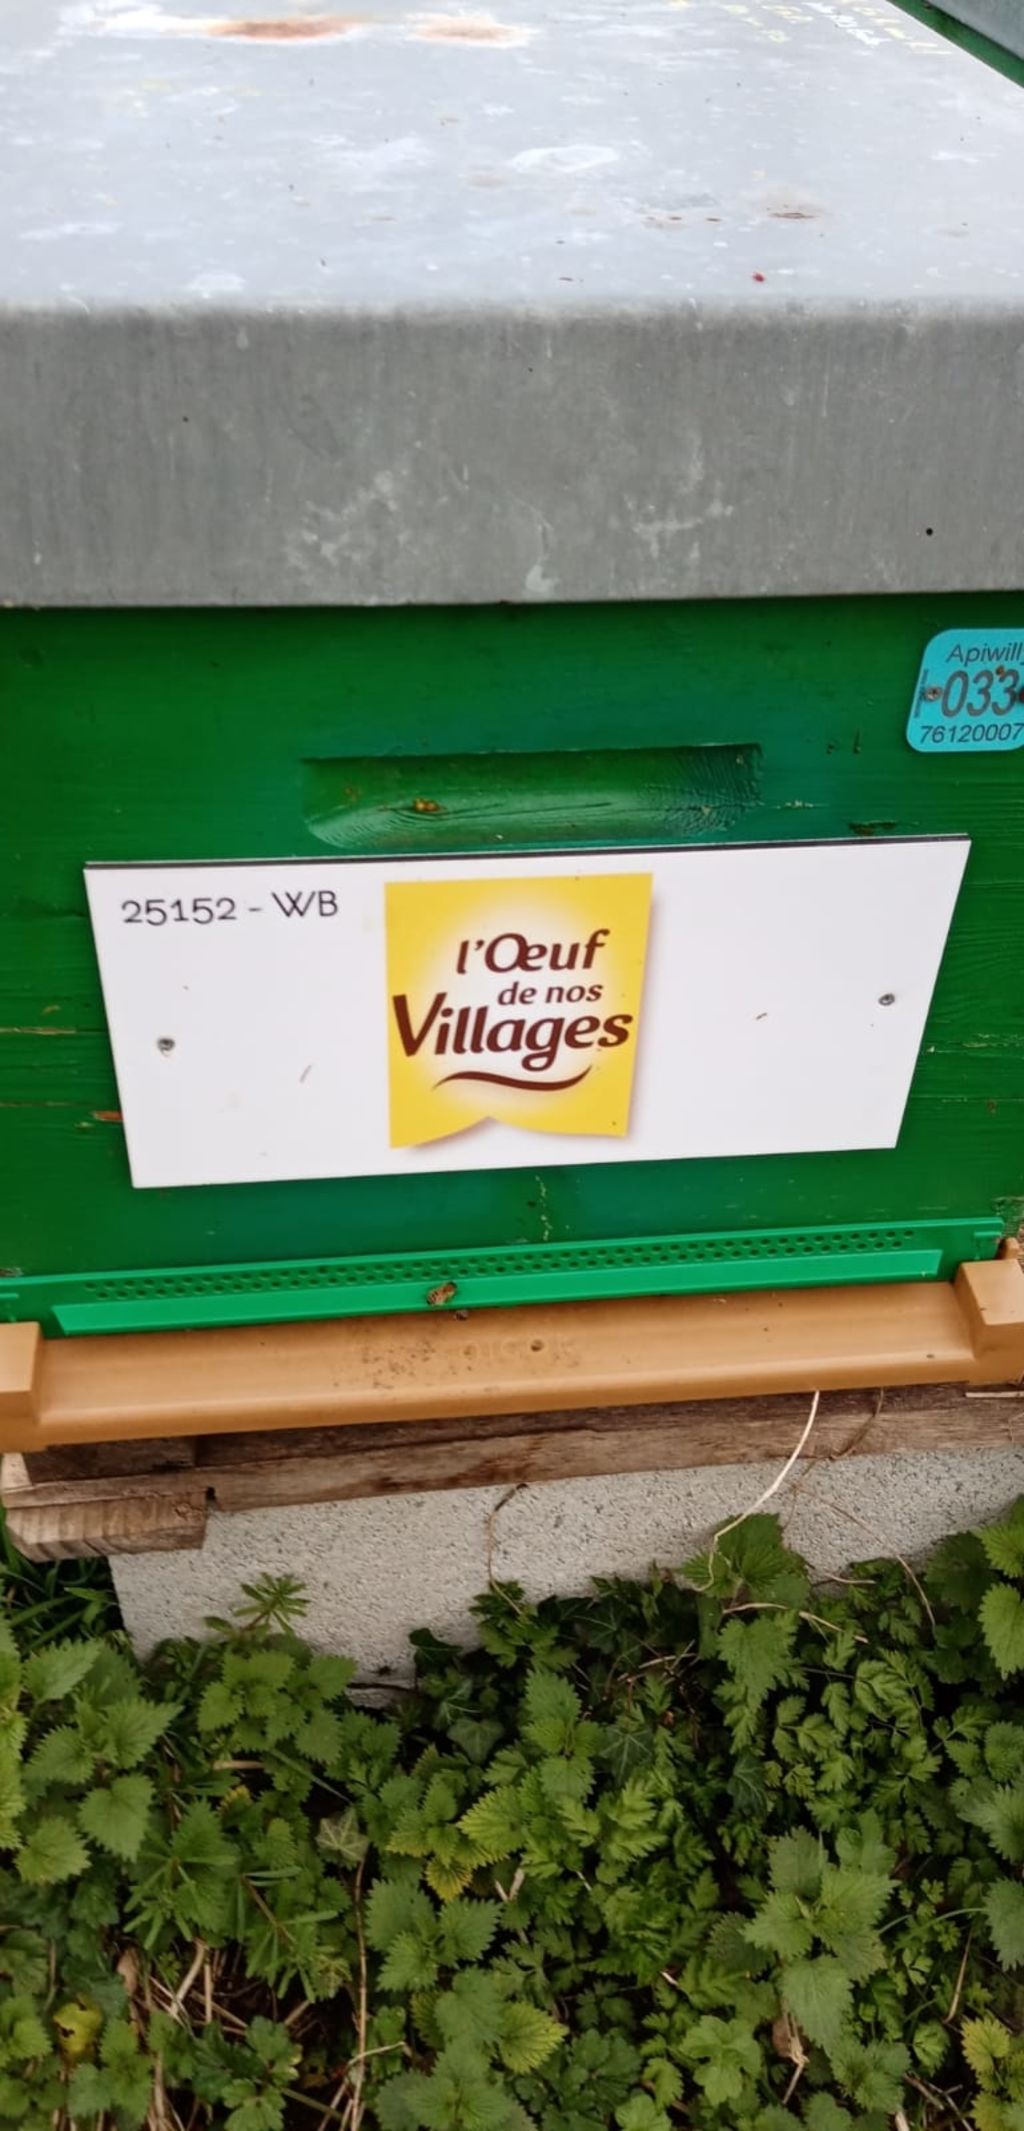 Apiwill
033
76120007
25152 - WB
l'Œuf
de nos
Villages